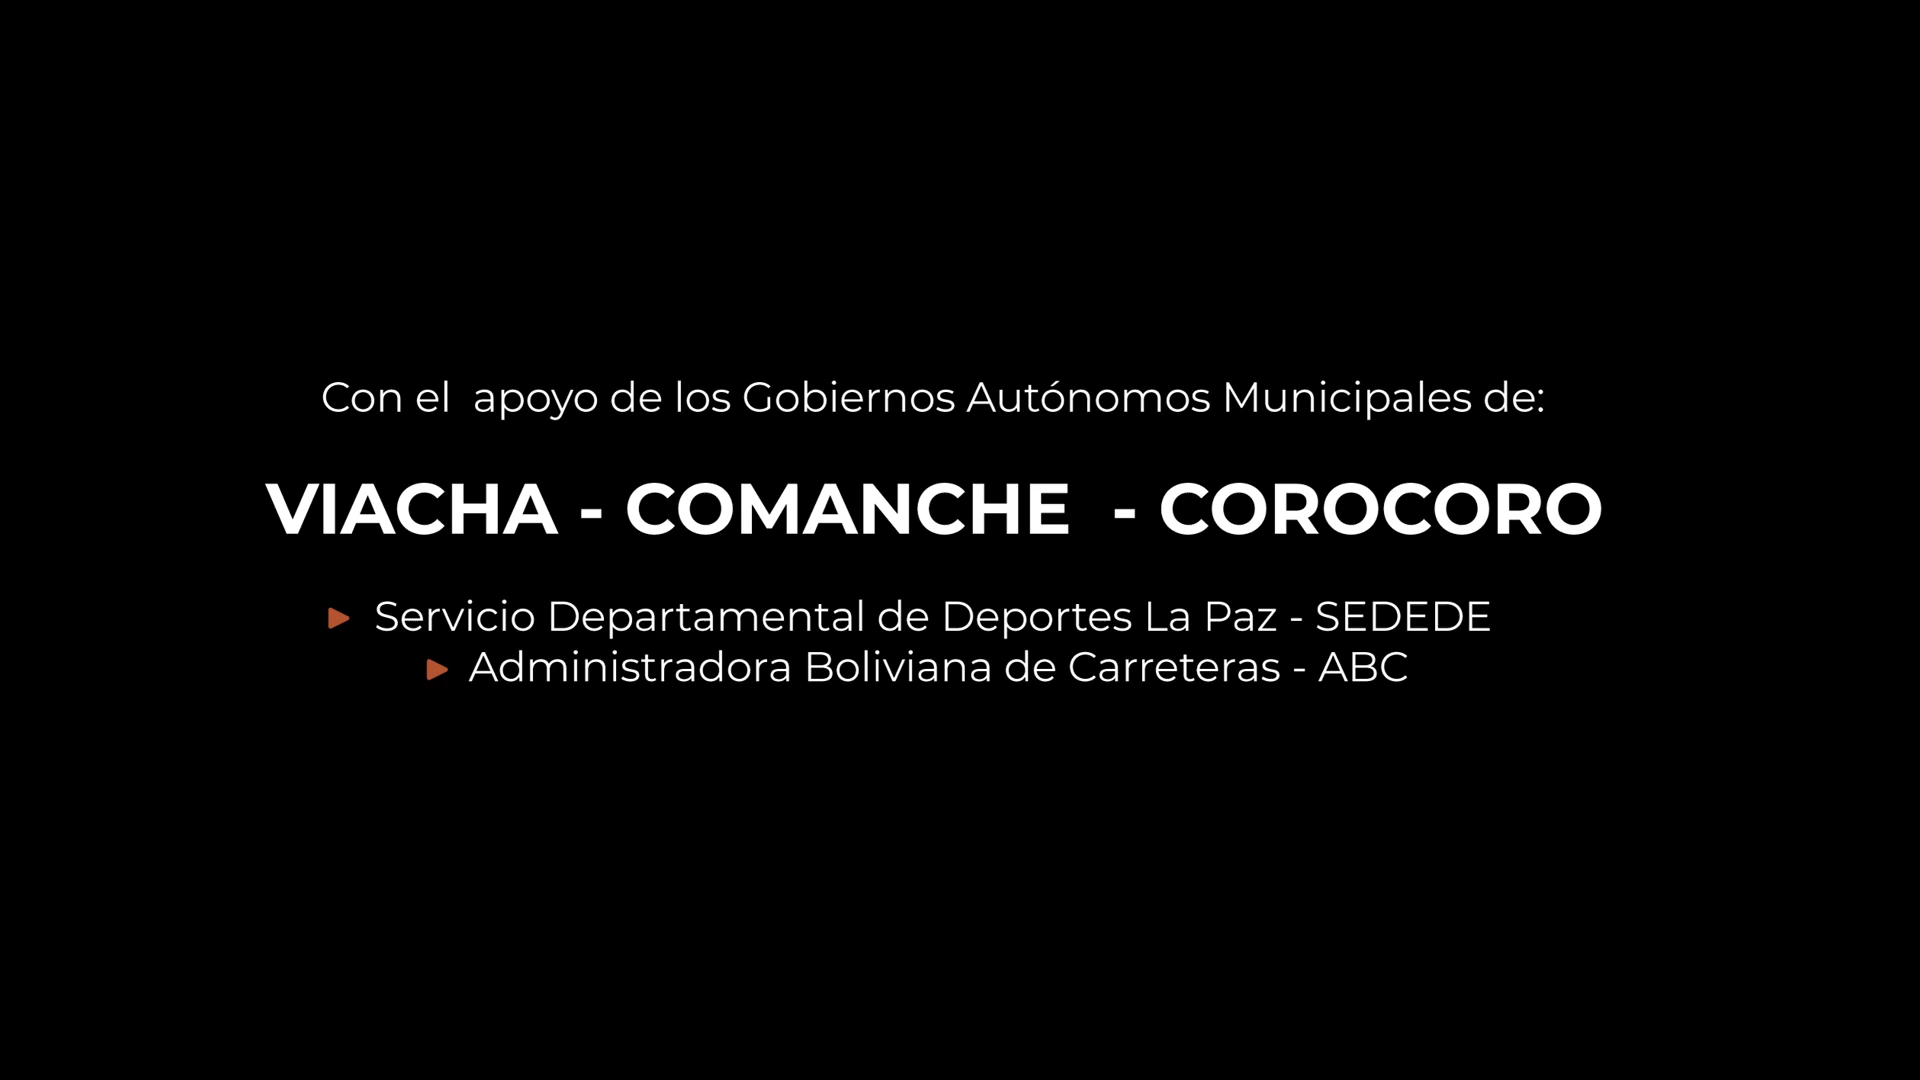 Con el  apoyo de los Gobiernos Autónomos Municipales de:
VIACHA - COMANCHE  - COROCORO
Servicio Departamental de Deportes La Paz - SEDEDE
Administradora Boliviana de Carreteras - ABC